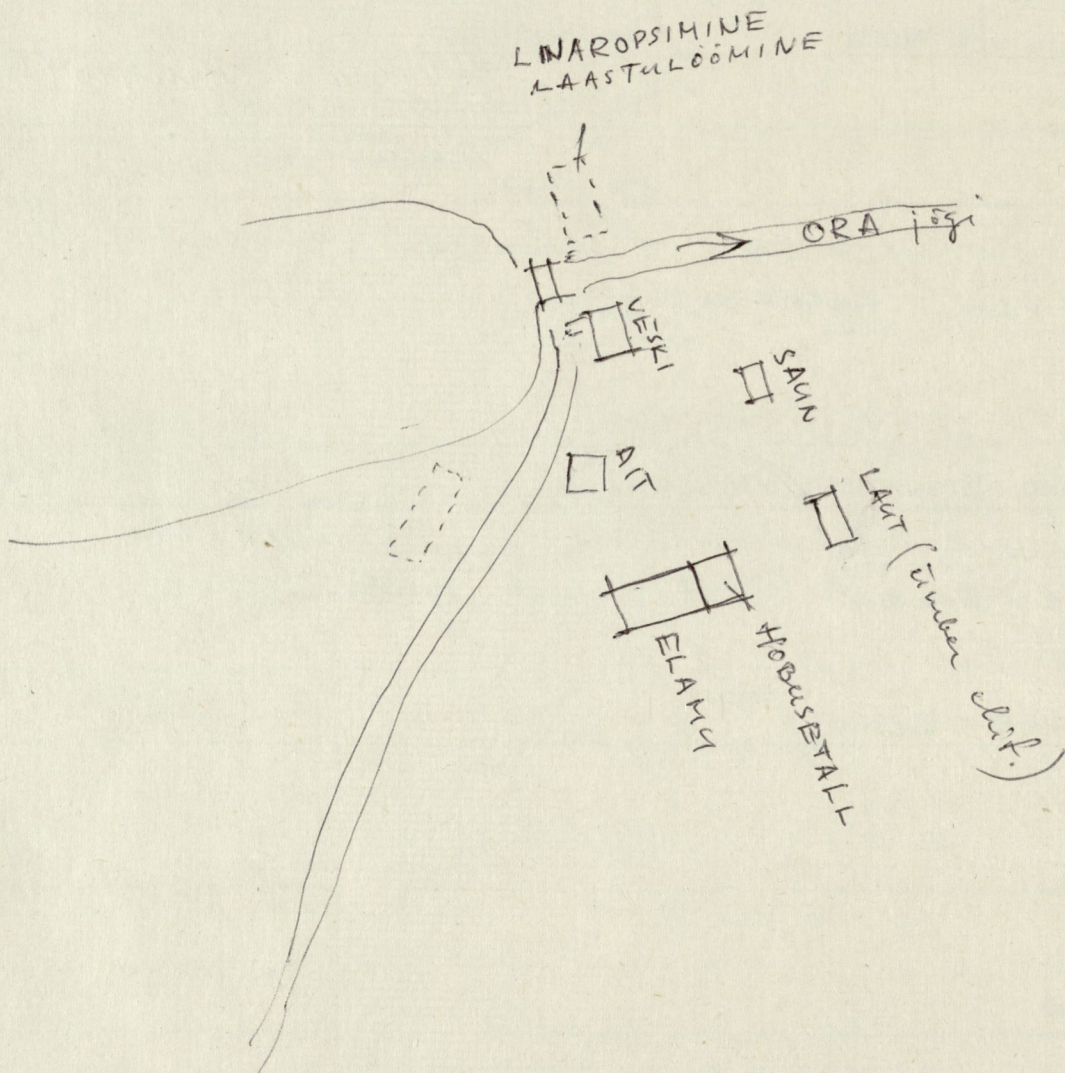 LINAROPSIMINE
LAASTULÖÖMINE
ORA jõgi
VESKI
SAUN
AIT
LAUT (ümber ehit.)
HOBUSETALL
ELAMU